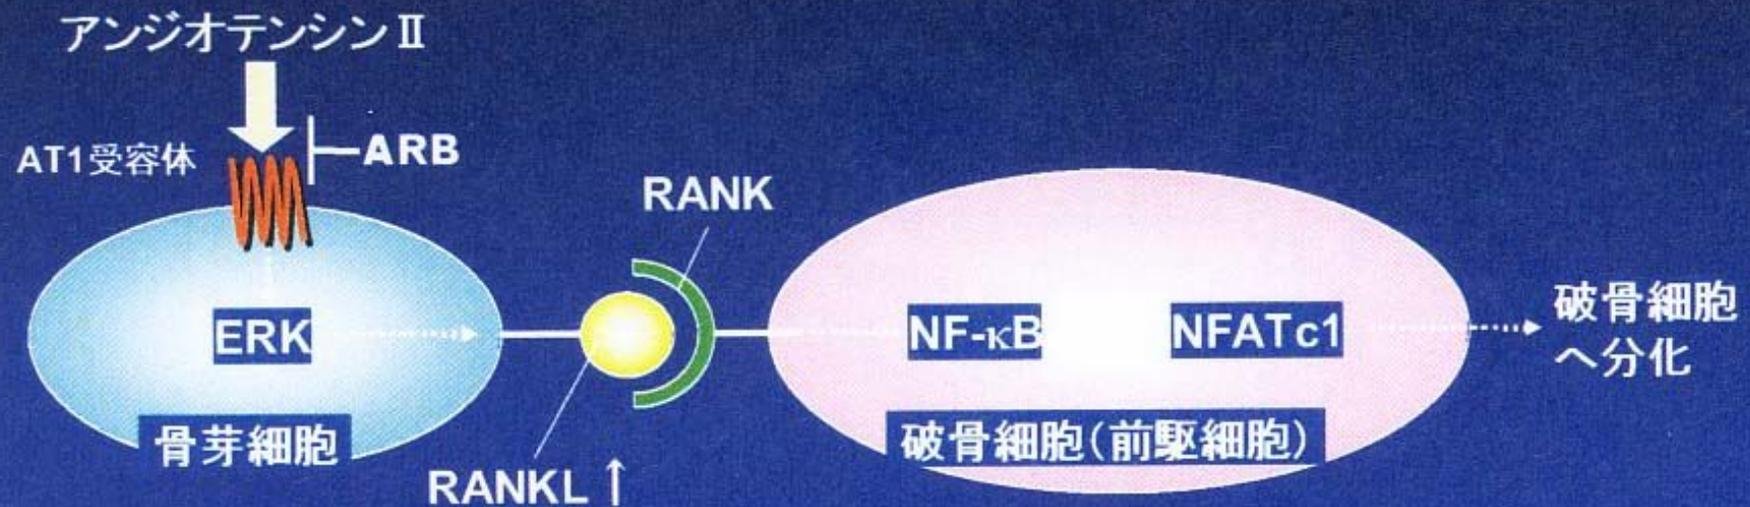 アンジオテンシンⅡ
AT1受容体
ARB
RANK
ERK
NF-κB
NFATc1
破骨細胞
へ分化
骨芽細胞
破骨細胞(前駆細胞)
RANKL↑